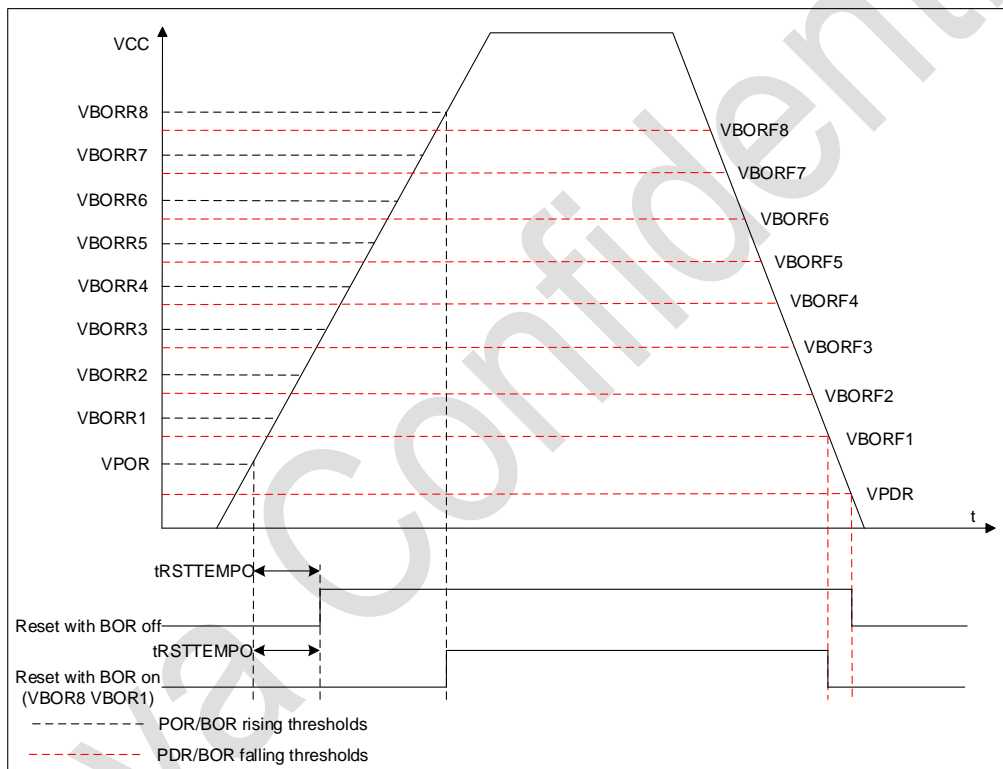 VCC
VBORR8
VBORF8
VBORR7
VBORF7
VBORR6
VBORF6
VBORR5
VBORF5
VBORR4
VBORF4
VBORR3
VBORF3
VBORR2
VBORF2
VBORR1
VBORF1
VPOR
VPDR
t
tRSTTEMPO
Reset with BOR off
tRSTTEMPO
Reset with BOR on
(VBOR8 VBOR1)
POR/BOR rising thresholds
PDR/BOR falling thresholds